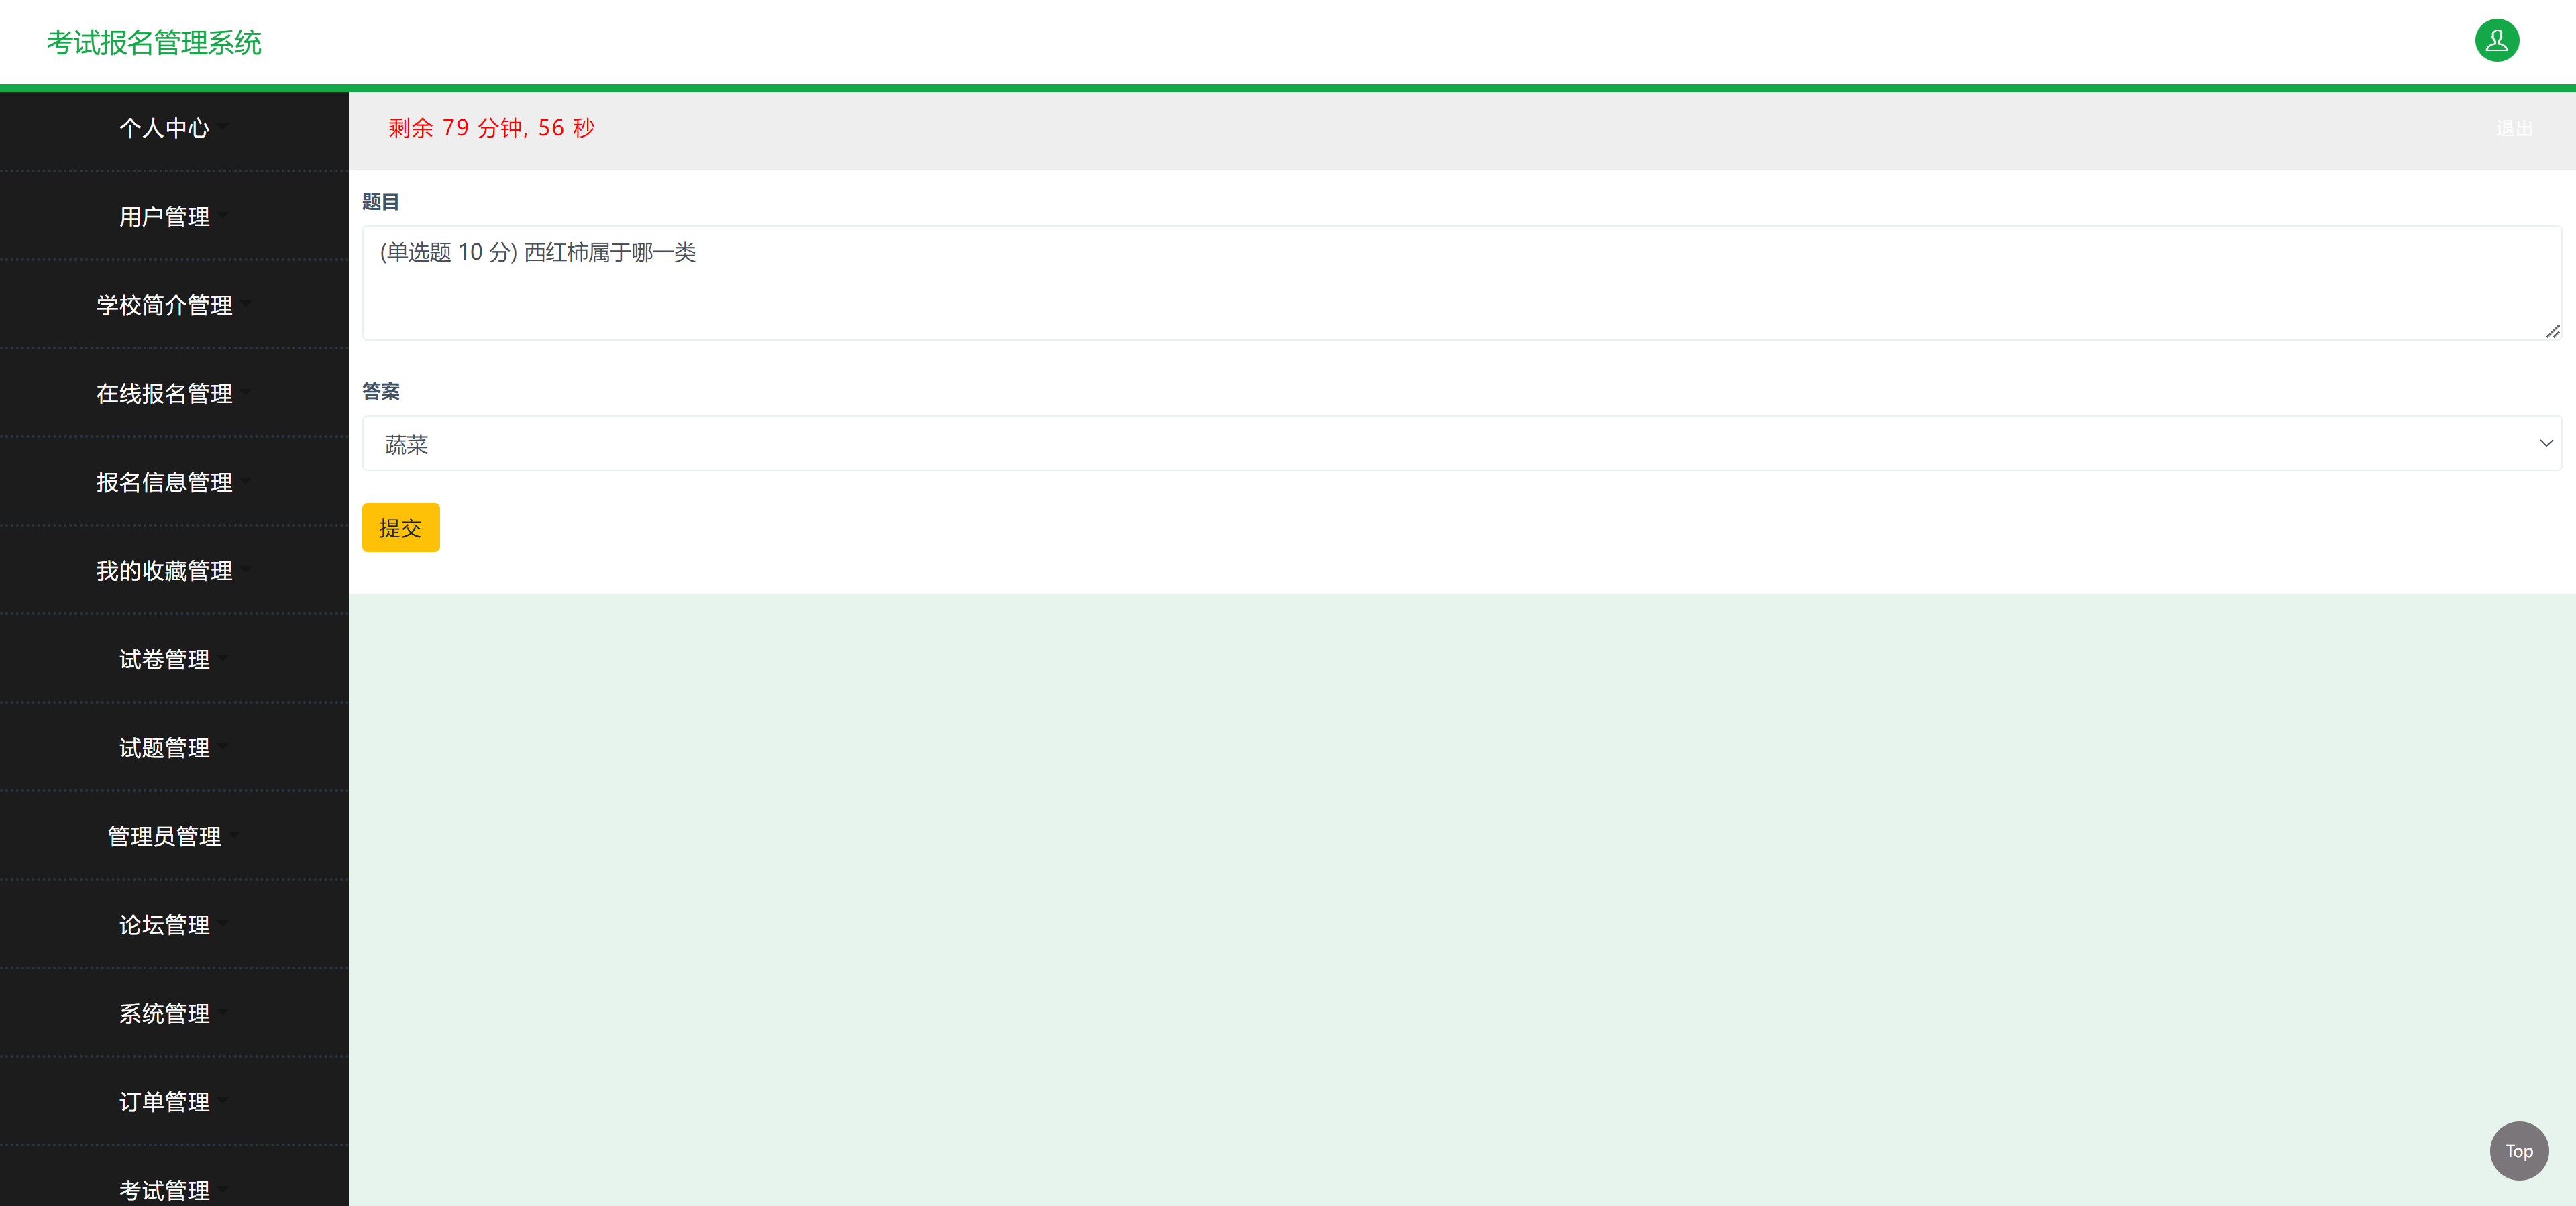 考试报名管理系统
个人中心
用户管理
学校简介管理
在线报名管理
报名信息管理
我的收藏管理
试卷管理
试题管理
管理员管理
论坛管理
系统管理
订单管理
考试管理
剩余 79 分钟, 56 秒
退出
题目
(单选题 10 分) 西红柿属于哪一类
答案
蔬菜
提交
Top